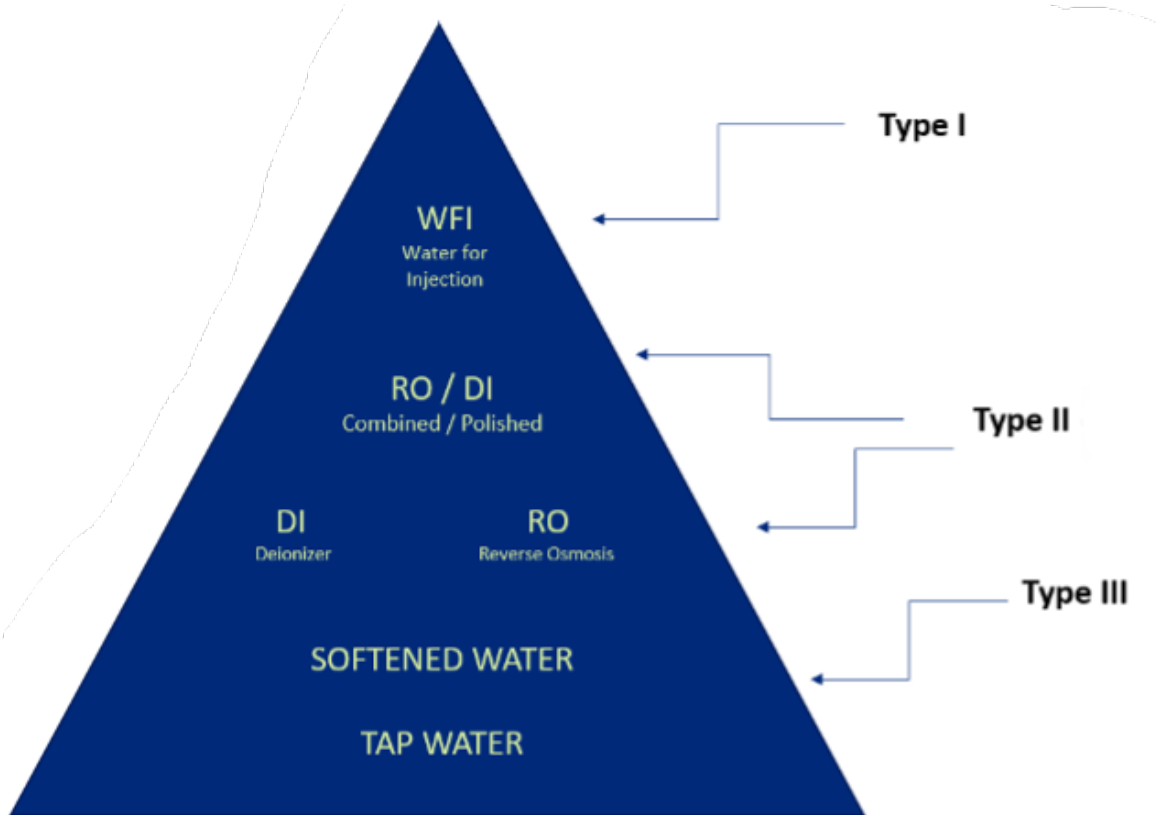 Type I
WFI
Water for
Injection
RO / DI
Combined / Polished
Type II
DI
Deionizer
RO
Reverse Osmosis
Type III
SOFTENED WATER
TAP WATER